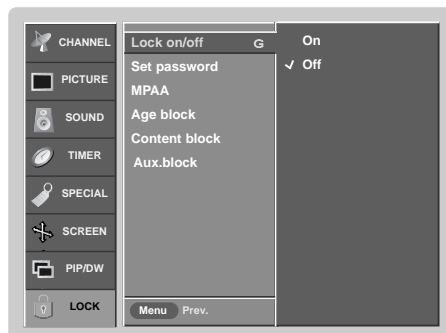 CHANNEL
PICTURE
SOUND
TIMER
SPECIAL
SCREEN
PIP/DW
LOCK
Lock on/off G
Set password
MPAA
Age block
Content block
Aux.block
Menu Prev.
On
✓ Off